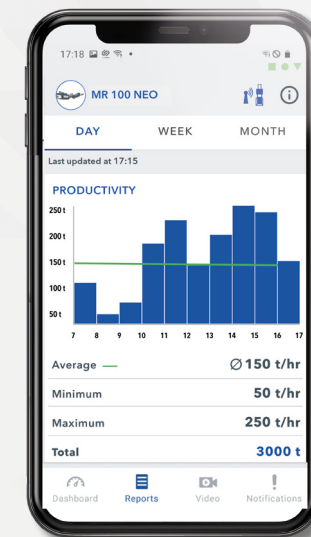 17:18
MR 100 NEO
DAY WEEK MONTH
Last updated at 17:15
PRODUCTIVITY
250 t
200 t
150 t
100 t
50 t
7 8 9 10 11 12 13 14 15 16 17
Average Ø 150 t/hr
Minimum 50 t/hr
Maximum 250 t/hr
Total 3000 t
Dashboard Reports Video Notifications